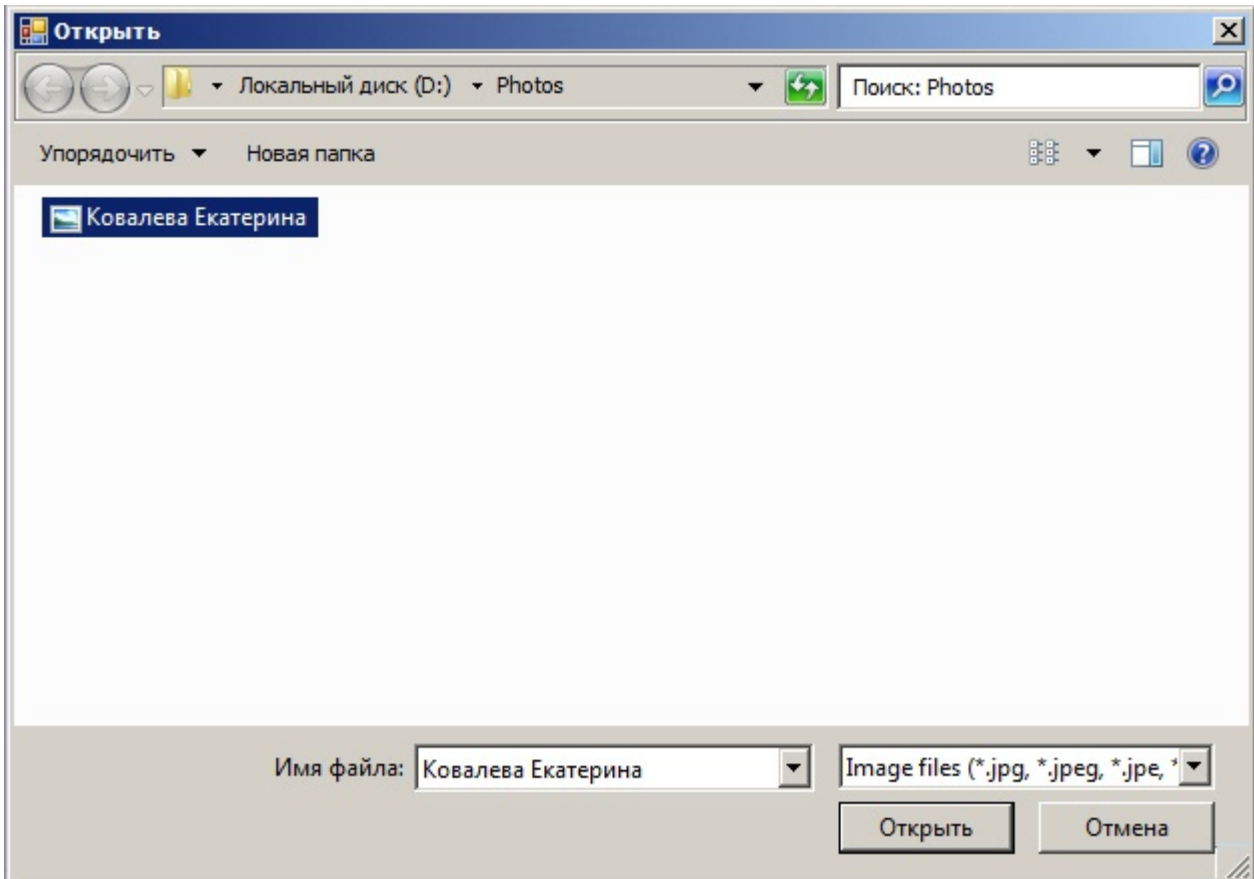 Открыть
Локальный диск (D:) Photos Поиск: Photos
Упорядочить Новая папка
Ковалева Екатерина
Имя файла: Ковалева Екатерина Image files (*.jpg, *.jpeg, *.jpe, *
Открыть Отмена